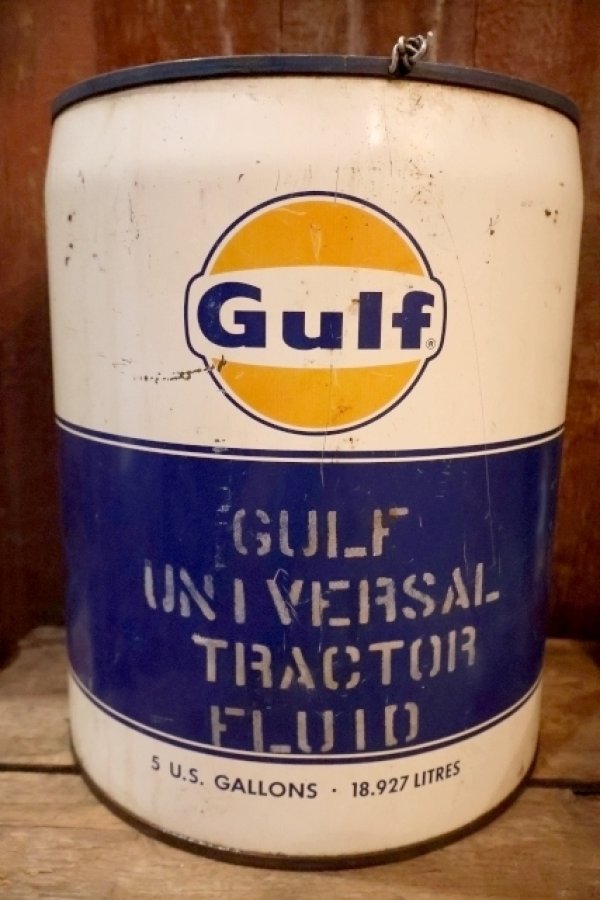 Gulf®
GULF
UNIVERSAL
TRACTOR
FLUID
5 U.S. GALLONS · 18.927 LITRES